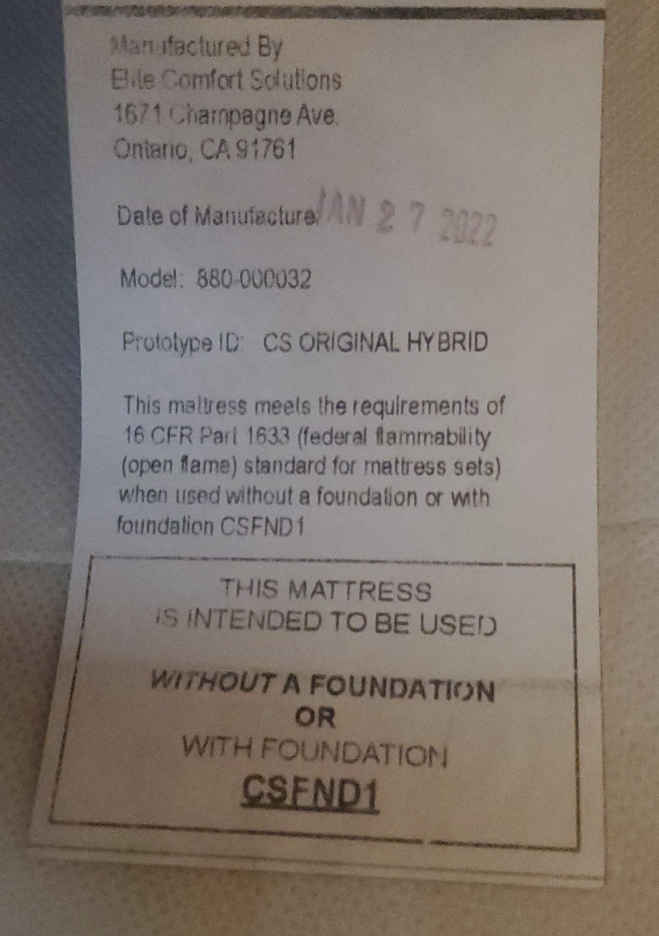 Manufactured By
Elite Comfort Solutions
1671 Champagne Ave.
Ontario, CA 91761
Date of Manufacture JAN 27 2022
Model: 880-000032
Prototype ID: CS ORIGINAL HYBRID
This mattress meets the requirements of
16 CFR Part 1633 (federal flammability
(open flame) standard for mattress sets)
when used without a foundation or with
foundation CSFND1
THIS MATTRESS
IS INTENDED TO BE USED
WITHOUT A FOUNDATION
OR
WITH FOUNDATION
CSFND1